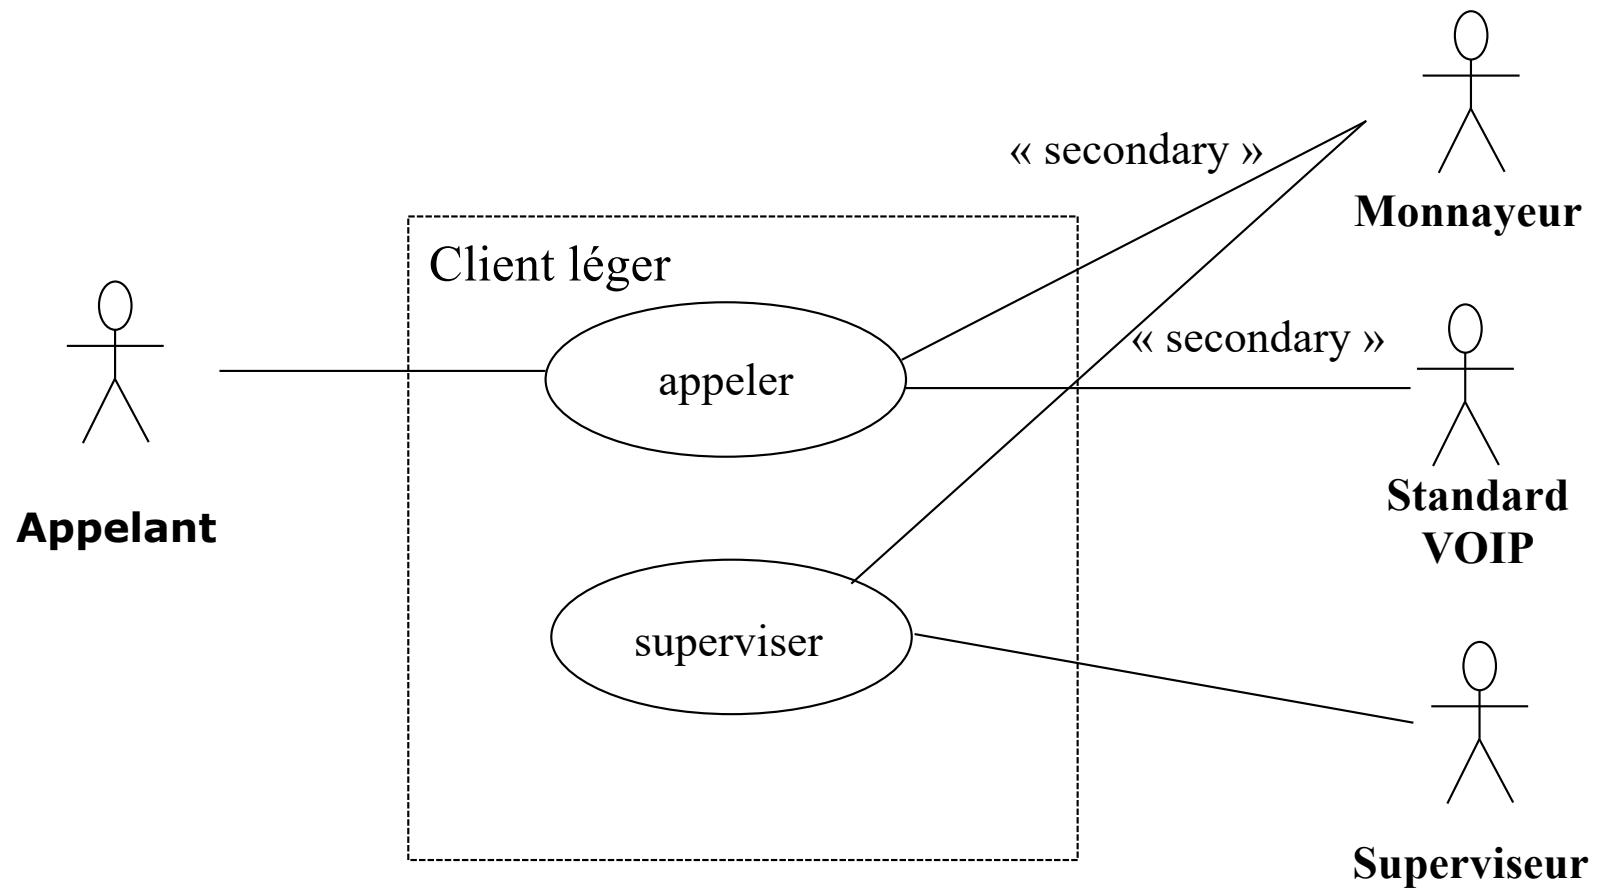 « secondary »
Monnayeur
Client léger
« secondary »
appeler
Standard
VOIP
Appelant
superviser
Superviseur